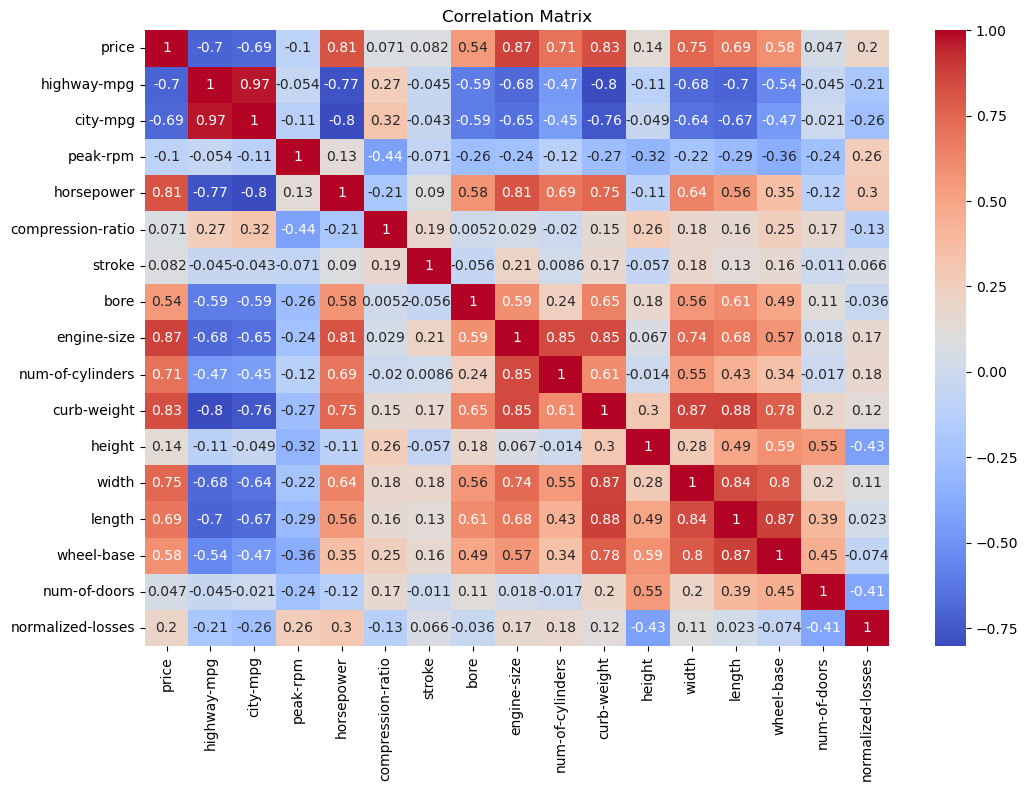 Correlation Matrix
price 1 -0.7 -0.69 -0.1 0.81 0.071 0.082 0.54 0.87 0.71 0.83 0.14 0.75 0.69 0.58 0.047 0.2 1.00
highway-mpg -0.7 1 0.97 -0.054 -0.77 0.27 -0.045 -0.59 -0.68 -0.47 -0.8 -0.11 -0.68 -0.7 -0.54 -0.045 -0.21
city-mpg -0.69 0.97 1 -0.11 -0.8 0.32 -0.043 -0.59 -0.65 -0.45 -0.76 -0.049 -0.64 -0.67 -0.47 -0.021 -0.26 0.75
peak-rpm -0.1 -0.054 -0.11 1 0.13 -0.44 -0.071 -0.26 -0.24 -0.12 -0.27 -0.32 -0.22 -0.29 -0.36 -0.24 0.26
horsepower 0.81 -0.77 -0.8 0.13 1 -0.21 0.09 0.58 0.81 0.69 0.75 -0.11 0.64 0.56 0.35 -0.12 0.3 0.50
compression-ratio 0.071 0.27 0.32 -0.44 -0.21 1 0.19 0.0052 0.029 -0.02 0.15 0.26 0.18 0.16 0.25 0.17 -0.13
stroke 0.082 -0.045 -0.043 -0.071 0.09 0.19 1 -0.056 0.21 0.0086 0.17 -0.057 0.18 0.13 0.16 -0.011 0.066 0.25
bore 0.54 -0.59 -0.59 -0.26 0.58 0.0052 -0.056 1 0.59 0.24 0.65 0.18 0.56 0.61 0.49 0.11 -0.036
engine-size 0.87 -0.68 -0.65 -0.24 0.81 0.029 0.21 0.59 1 0.85 0.85 0.067 0.74 0.68 0.57 0.018 0.17
num-of-cylinders 0.71 -0.47 -0.45 -0.12 0.69 -0.02 0.0086 0.24 0.85 1 0.61 -0.014 0.55 0.43 0.34 -0.017 0.18 0.00
curb-weight 0.83 -0.8 -0.76 -0.27 0.75 0.15 0.17 0.65 0.85 0.61 1 0.3 0.87 0.88 0.78 0.2 0.12
height 0.14 -0.11 -0.049 -0.32 -0.11 0.26 -0.057 0.18 0.067 -0.014 0.3 1 0.28 0.49 0.59 0.55 -0.43 -0.25
width 0.75 -0.68 -0.64 -0.22 0.64 0.18 0.18 0.56 0.74 0.55 0.87 0.28 1 0.84 0.8 0.2 0.11
length 0.69 -0.7 -0.67 -0.29 0.56 0.16 0.13 0.61 0.68 0.43 0.88 0.49 0.84 1 0.87 0.39 0.023
wheel-base 0.58 -0.54 -0.47 -0.36 0.35 0.25 0.16 0.49 0.57 0.34 0.78 0.59 0.8 0.87 1 0.45 -0.074 -0.50
num-of-doors 0.047 -0.045 -0.021 -0.24 -0.12 0.17 -0.011 0.11 0.018 -0.017 0.2 0.55 0.2 0.39 0.45 1 -0.41
normalized-losses 0.2 -0.21 -0.26 0.26 0.3 -0.13 0.066 -0.036 0.17 0.18 0.12 -0.43 0.11 0.023 -0.074 -0.41 1 -0.75
price highway-mpg city-mpg peak-rpm horsepower compression-ratio stroke bore engine-size num-of-cylinders curb-weight height width length wheel-base num-of-doors normalized-losses